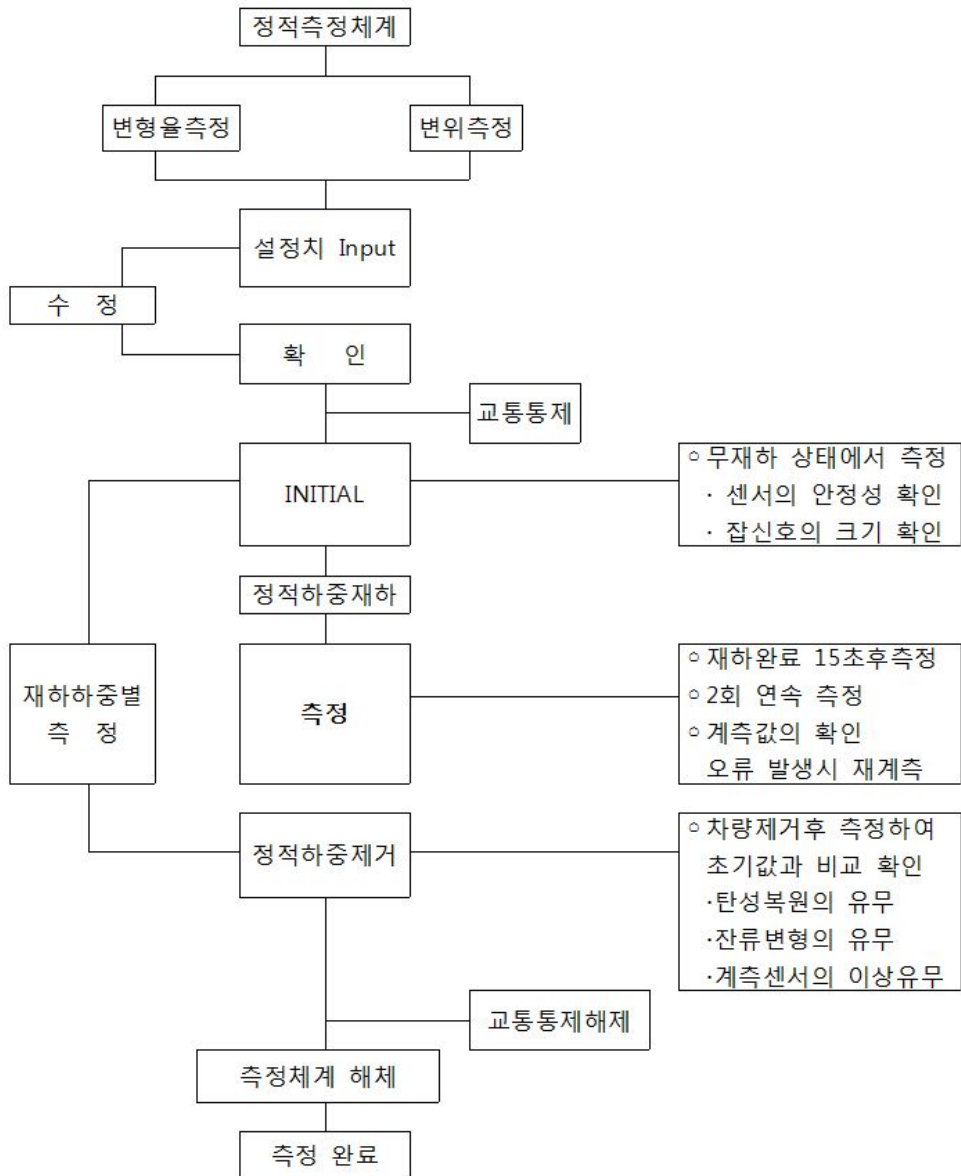 정적측정체계
변형율측정
변위측정
설정치 Input
수 정
확 인
교통통제
INITIAL
○ 무재하 상태에서 측정
· 센서의 안정성 확인
· 잡신호의 크기 확인
정적하중재하
재하하중별
측 정
측정
○ 재하완료 15초후측정
○ 2회 연속 측정
○ 계측값의 확인
오류 발생시 재계측
정적하중제거
○ 차량제거후 측정하여
초기값과 비교 확인
·탄성복원의 유무
·잔류변형의 유무
·계측센서의 이상유무
교통통제해제
측정체계 해체
측정 완료